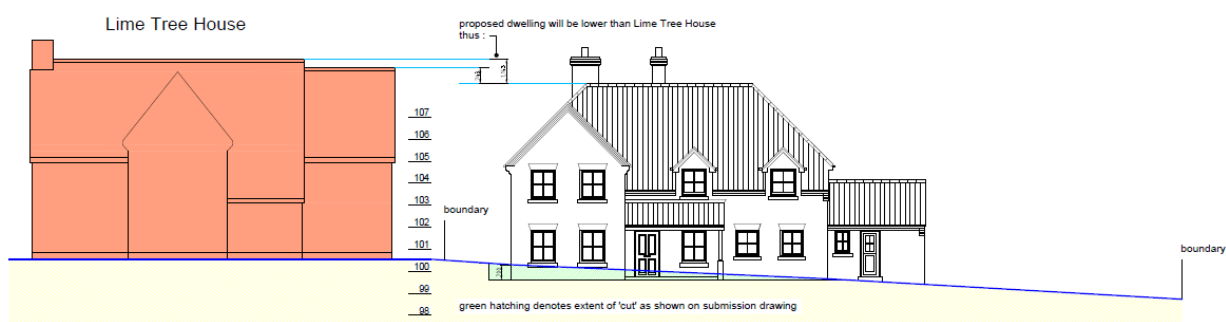 Lime Tree House
proposed dwelling will be lower than Lime Tree House
thus :
107
106
105
104
103
102
101
100
99
98
boundary
boundary
green hatching denotes extent of 'cut' as shown on submission drawing